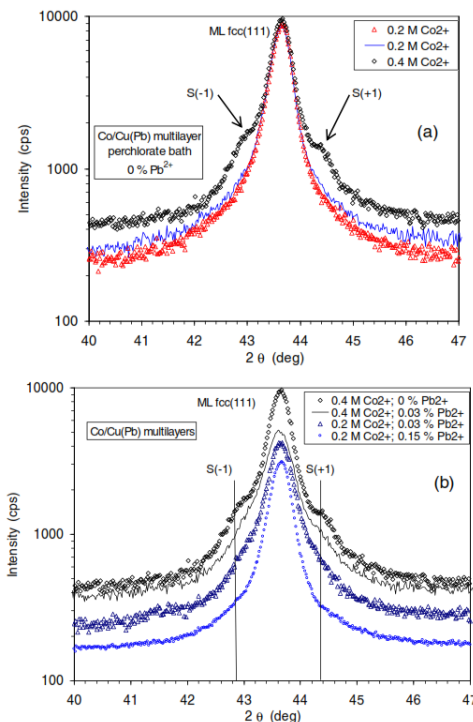 (a)
ML fcc(111)
0.2 M Co2+
0.2 M Co2+
0.4 M Co2+
S(-1)
S(+1)
Co/Cu(Pb) multilayer
perchlorate bath
0 % Pb2+
Intensity (cps)
10000
1000
100
40 41 42 43 44 45 46 47
2 θ (deg)
(b)
ML fcc(111)
0.4 M Co2+; 0 % Pb2+
0.4 M Co2+; 0.03 % Pb2+
0.2 M Co2+; 0.03 % Pb2+
0.2 M Co2+; 0.15 % Pb2+
Co/Cu(Pb) multilayers
S(-1)
S(+1)
Intensity (cps)
10000
1000
100
40 41 42 43 44 45 46 47
2 θ (deg)